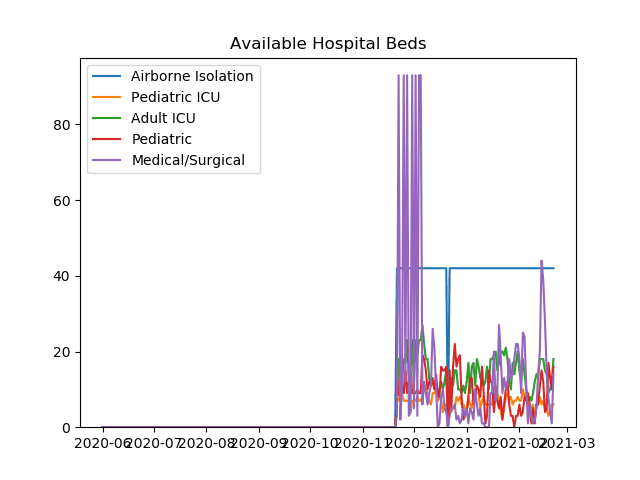 Available Hospital Beds
Airborne Isolation
Pediatric ICU
Adult ICU
Pediatric
Medical/Surgical
80
60
40
20
0
2020-06 2020-07 2020-08 2020-09 2020-10 2020-11 2020-12 2021-01 2021-02 2021-03